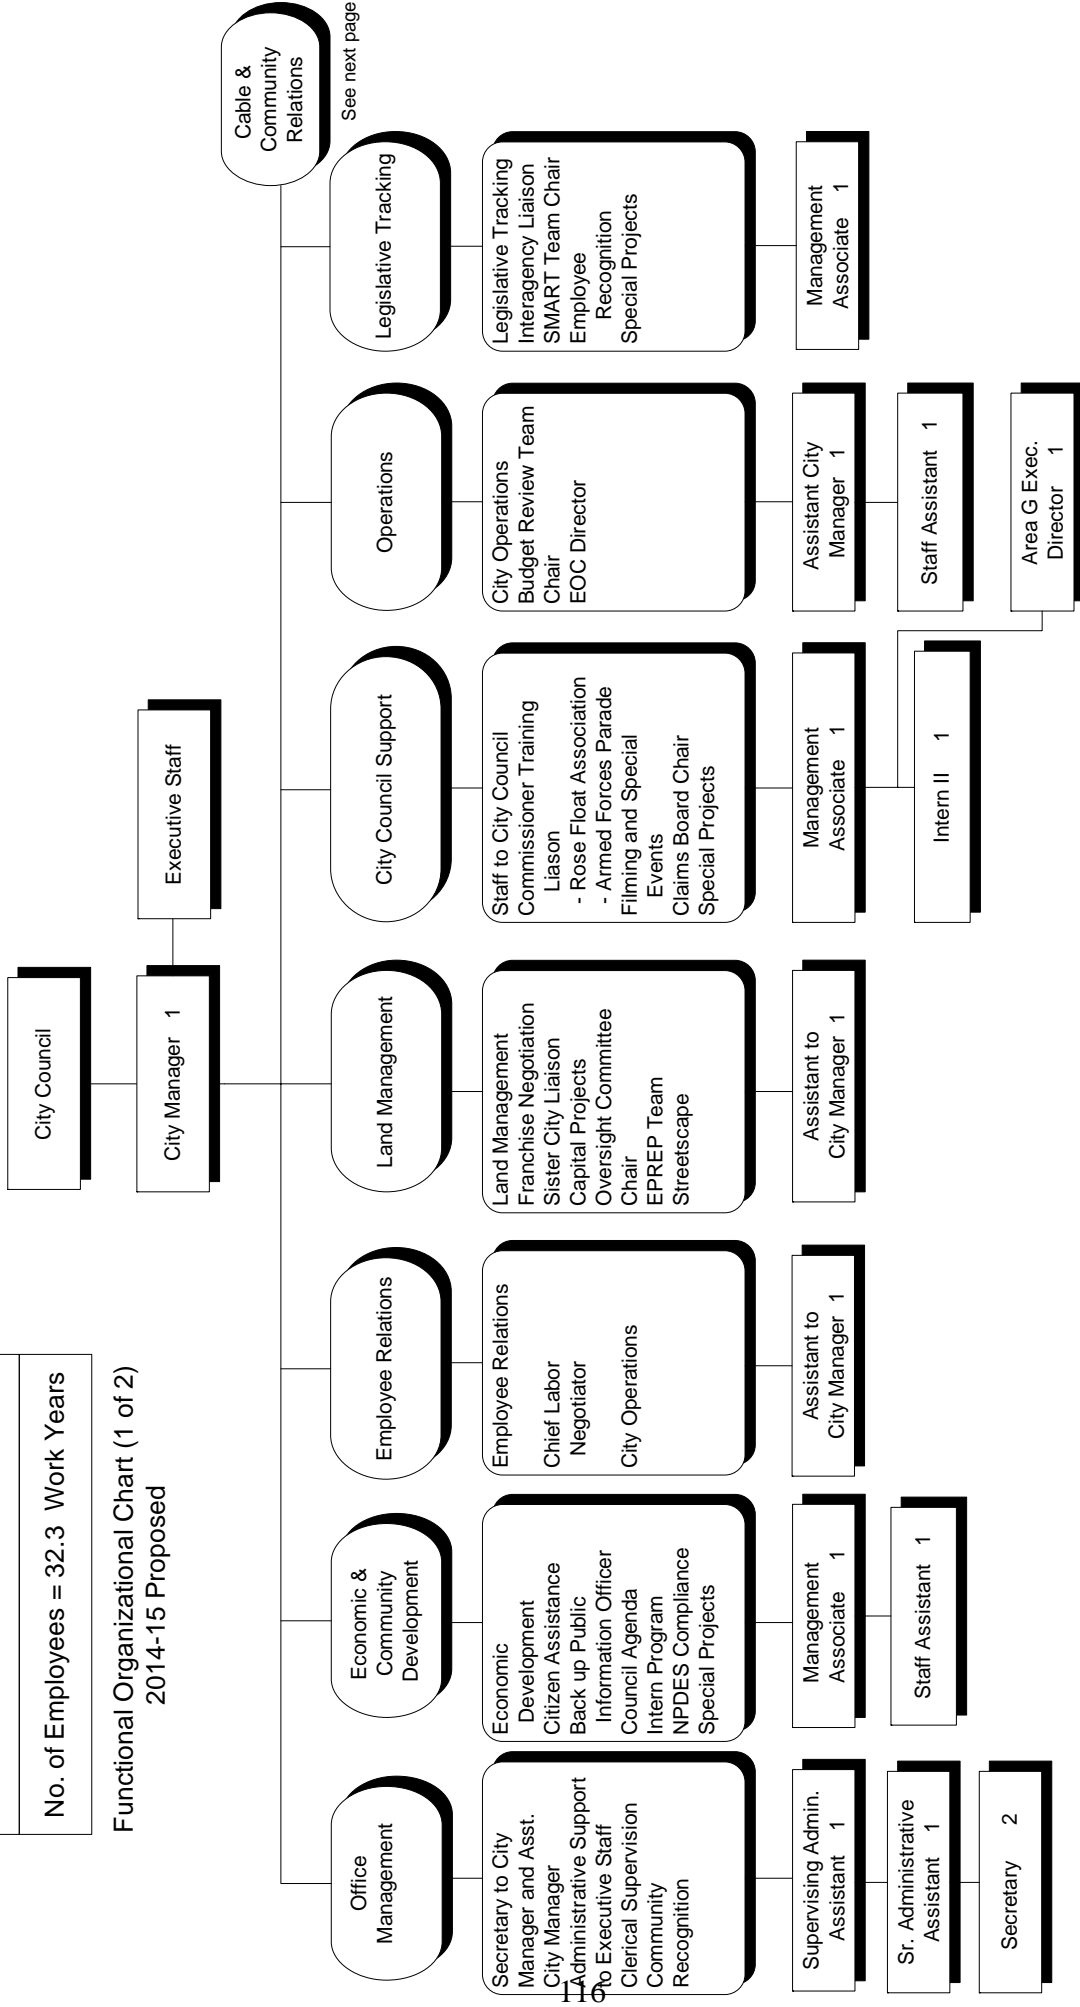 No. of Employees = 32.3 Work Years
Functional Organizational Chart (1 of 2)
2014-15 Proposed
City Council
City Manager 1
Executive Staff
Office
Management
Secretary to City
Manager and Asst.
City Manager
Administrative Support
to Executive Staff
Clerical Supervision
Community
Recognition
Supervising Admin.
Assistant 1
Sr. Administrative
Assistant 1
Secretary 2
Economic &
Community
Development
Economic
Development
Citizen Assistance
Back up Public
Information Officer
Council Agenda
Intern Program
NPDES Compliance
Special Projects
Management
Associate 1
Staff Assistant 1
Employee Relations
Employee Relations
Chief Labor
Negotiator
City Operations
Assistant to
City Manager 1
Land Management
Land Management
Franchise Negotiation
Sister City Liaison
Capital Projects
Oversight Committee
Chair
EPREP Team
Streetscape
Assistant to
City Manager 1
City Council Support
Staff to City Council
Commissioner Training
Liason
- Rose Float Association
- Armed Forces Parade
Filming and Special
Events
Claims Board Chair
Special Projects
Management
Associate 1
Intern II 1
Area G Exec.
Director 1
Operations
City Operations
Budget Review Team
Chair
EOC Director
Assistant City
Manager 1
Staff Assistant 1
Legislative Tracking
Legislative Tracking
Interagency Liaison
SMART Team Chair
Employee
Recognition
Special Projects
Management
Associate 1
Cable &
Community
Relations
See next page
116